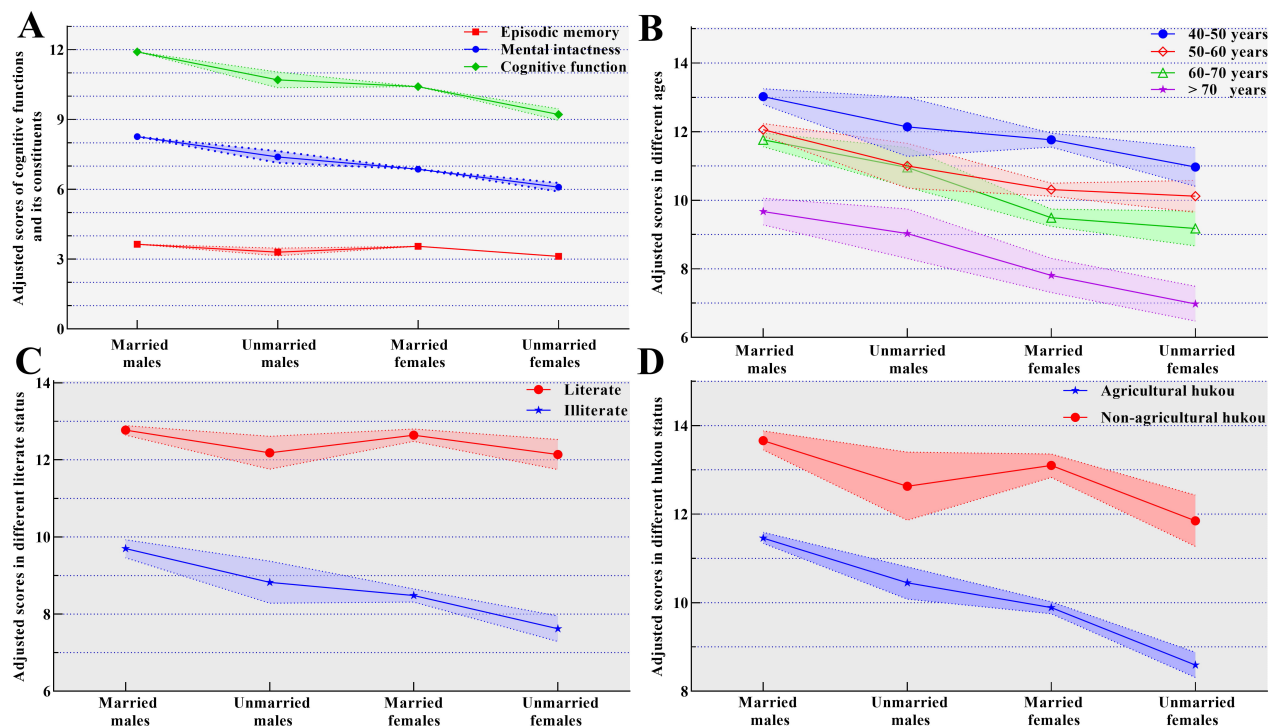 A
Adjusted scores of cognitive functions
and its constituents
12
9
6
3
0
Episodic memory
Mental intactness
Cognitive function
Married
males
Unmarried
males
Married
females
Unmarried
females
B
Adjusted scores in different ages
14
12
10
8
6
40-50 years
50-60 years
60-70 years
> 70 years
Married
males
Unmarried
males
Married
females
Unmarried
females
C
Adjusted scores in different literate status
14
12
10
8
6
Literate
Illiterate
Married
males
Unmarried
males
Married
females
Unmarried
females
D
Adjusted scores in different hukou status
14
12
10
8
Agricultural hukou
Non-agricultural hukou
Married
males
Unmarried
males
Married
females
Unmarried
females